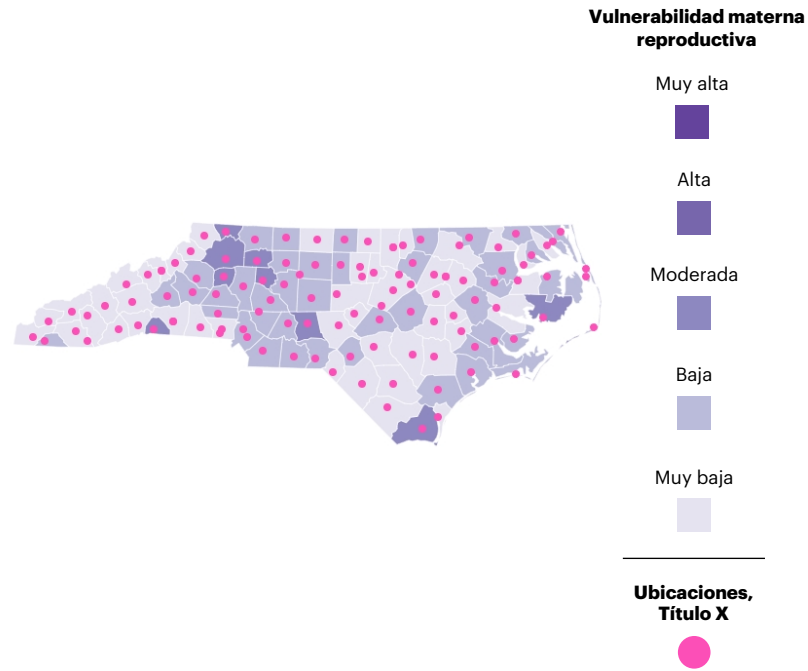 Vulnerabilidad materna
reproductiva
Muy alta
Alta
Moderada
Baja
Muy baja
Ubicaciones,
Título X